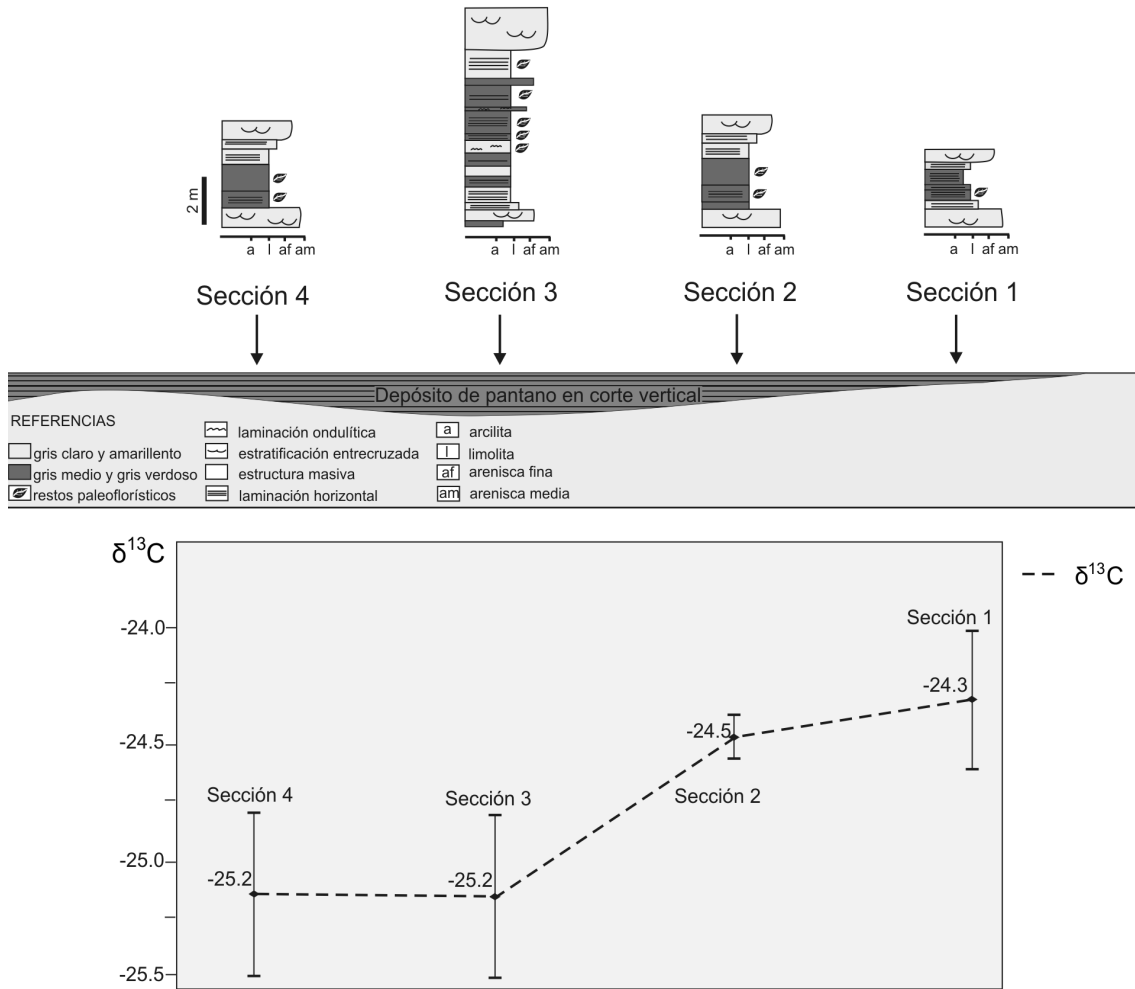 2 m
a l af am
a l af am
a l af am
a l af am
Sección 4
Sección 3
Sección 2
Sección 1
Depósito de pantano en corte vertical
REFERENCIAS
gris claro y amarillento
gris medio y gris verdoso
restos paleoflorísticos
laminación ondulítica
estratificación entrecruzada
estructura masiva
laminación horizontal
a arcilita
l limolita
af arenisca fina
am arenisca media
δ¹³C
δ¹³C
-24.0
-24.5
-25.0
-25.5
Sección 4
-25.2
Sección 3
-25.2
-24.5
Sección 2
Sección 1
-24.3